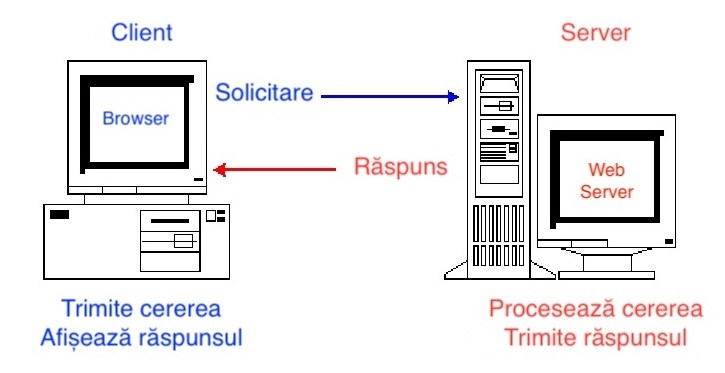 Client
Server
Solicitare
Browser
Răspuns
Web
Server
Trimite cererea
Afișează răspunsul
Procesează cererea
Trimite răspunsul